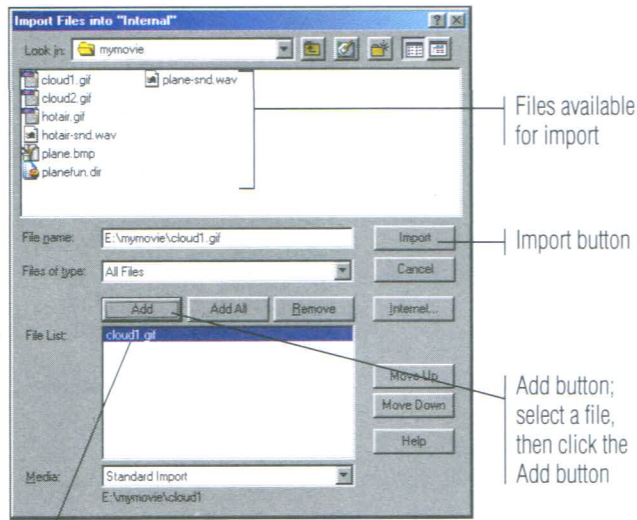 Import Files into "Internal"
Look in: mymovie
cloud1.gif plane-snd.wav
cloud2.gif
hotair.gif
hotair-snd.wav
plane.bmp
planefun.dir
Files available
for import
File name: E:\mymovie\cloud1.gif Import
Import button
Files of type: All Files Cancel
Add Add All Remove Internet...
File List: cloud1.gif
Move Up
Move Down
Help
Add button;
select a file,
then click the
Add button
Media: Standard Import
E:\mymovie\cloud1